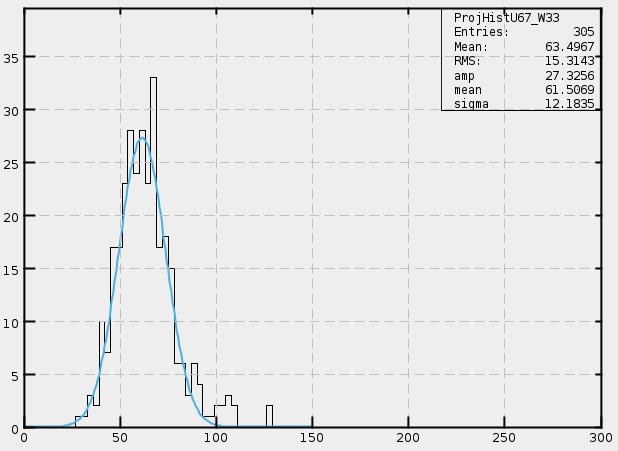 ProjHistU67_W33
Entries: 305
Mean: 63.4967
RMS: 15.3143
amp 27.3256
mean 61.5069
sigma 12.1835
35
30
25
20
15
10
5
0
0 50 100 150 200 250 300